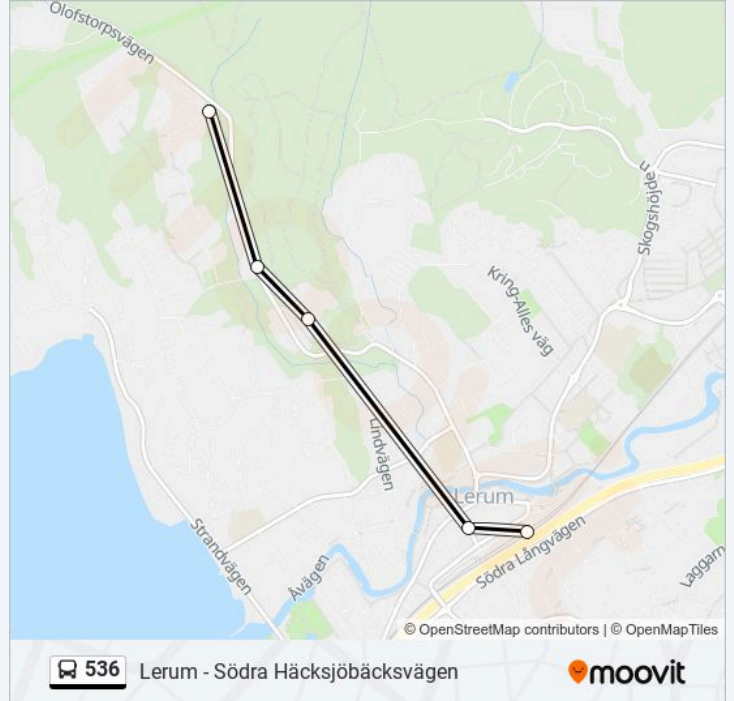 Olofstorpsvägen
Skogshöjden
Kring-Alles väg
Lindvägen
Lerum
Strandvägen
Åvägen
Södra Långvägen
Laggarn
© OpenStreetMap contributors | © OpenMapTiles
536 Lerum - Södra Häcksjöbäcksvägen
moovit